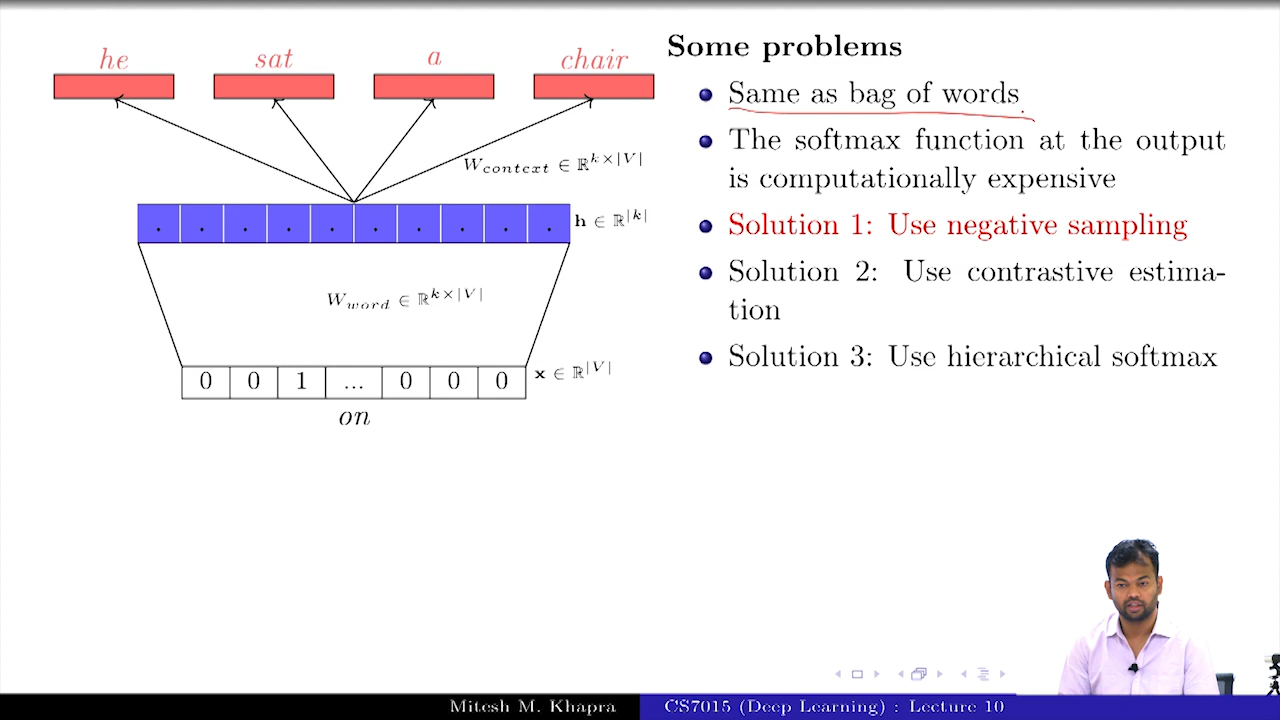 he sat a chair
W_context ∈ ℝ^k×|V|
h ∈ ℝ^|k|
W_word ∈ ℝ^k×|V|
0 0 1 ... 0 0 0
x ∈ ℝ^|V|
on
Some problems
Same as bag of words
The softmax function at the output
is computationally expensive
Solution 1: Use negative sampling
Solution 2: Use contrastive estima-
tion
Solution 3: Use hierarchical softmax
Mitesh M. Khapra
CS7015 (Deep Learning) : Lecture 10